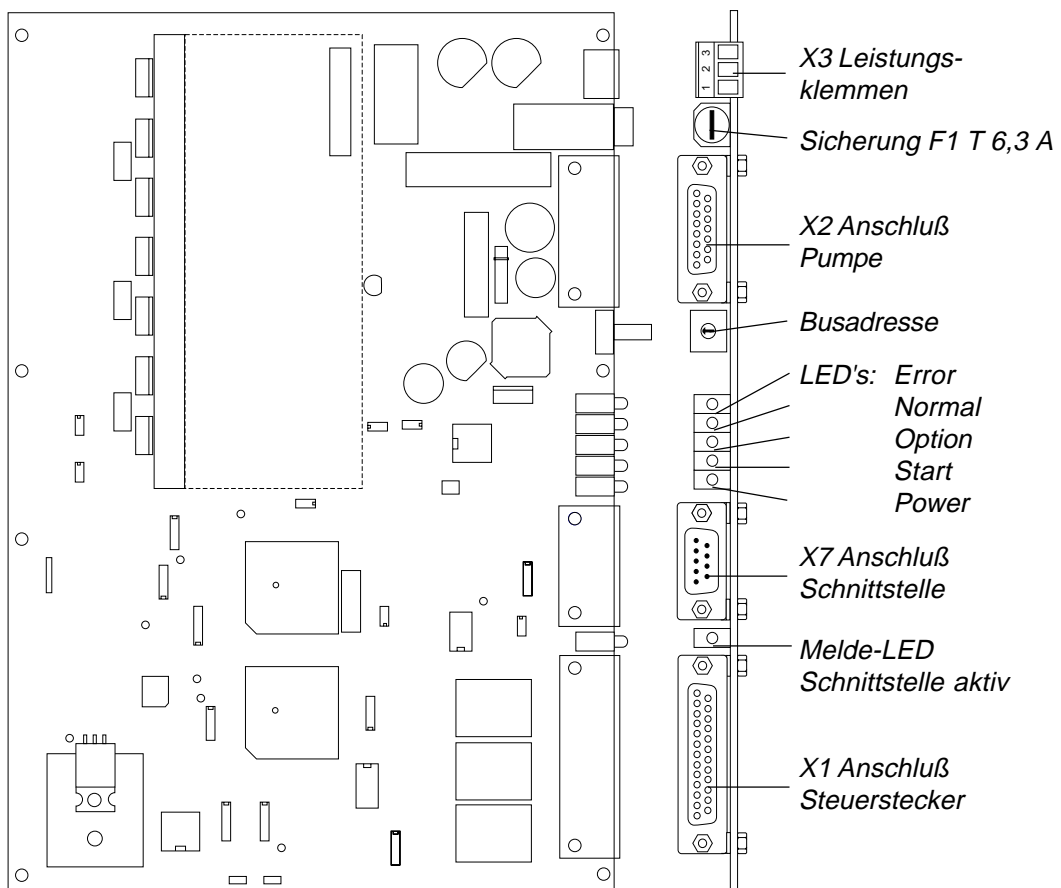 3
2
1
X3 Leistungs-
klemmen
Sicherung F1 T 6,3 A
X2 Anschluß
Pumpe
Busadresse
LED's: Error
Normal
Option
Start
Power
X7 Anschluß
Schnittstelle
Melde-LED
Schnittstelle aktiv
X1 Anschluß
Steuerstecker